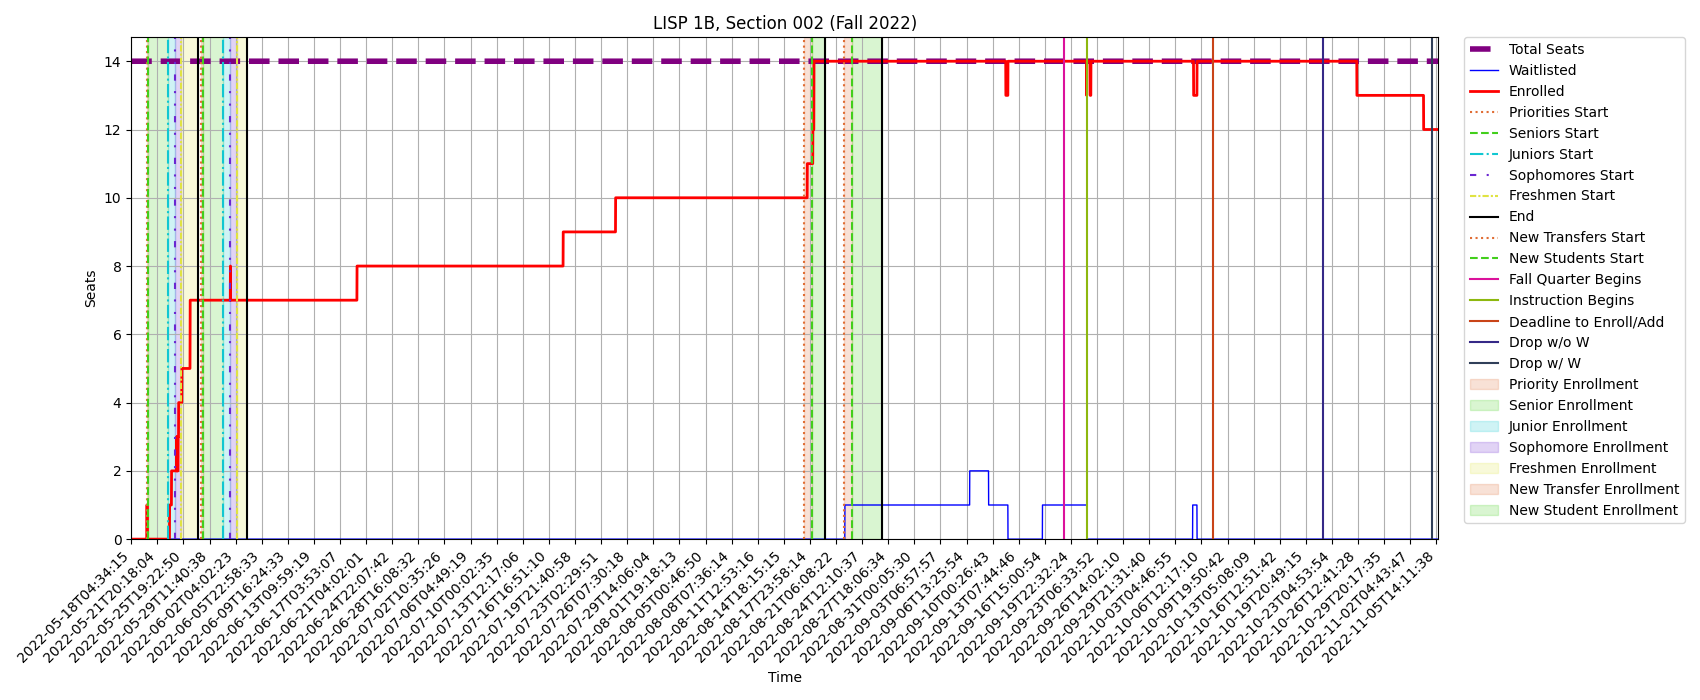 LISP 1B, Section 002 (Fall 2022)
Seats
14
12
10
8
6
4
2
0
2022-05-18T04:34:15
2022-05-21T20:18:04
2022-05-25T19:22:50
2022-05-29T11:40:38
2022-06-02T04:02:23
2022-06-05T22:58:33
2022-06-09T16:24:33
2022-06-13T09:59:19
2022-06-17T03:53:07
2022-06-21T04:02:01
2022-06-24T22:07:42
2022-06-28T16:08:32
2022-07-02T10:35:26
2022-07-06T04:49:19
2022-07-10T00:02:35
2022-07-13T12:17:06
2022-07-16T16:51:10
2022-07-19T21:40:58
2022-07-23T02:29:51
2022-07-26T07:30:18
2022-07-29T14:06:04
2022-08-01T19:18:13
2022-08-05T00:46:50
2022-08-08T07:36:14
2022-08-11T12:53:16
2022-08-14T18:15:15
2022-08-17T23:58:14
2022-08-21T06:08:22
2022-08-24T12:10:37
2022-08-27T18:06:34
2022-08-31T00:05:30
2022-09-03T06:57:57
2022-09-06T13:25:54
2022-09-10T00:26:43
2022-09-13T07:44:46
2022-09-16T15:00:54
2022-09-19T22:32:24
2022-09-23T06:33:52
2022-09-26T14:02:10
2022-09-29T21:31:40
2022-10-03T04:46:55
2022-10-06T12:17:10
2022-10-09T19:50:42
2022-10-13T05:08:09
2022-10-16T12:51:42
2022-10-19T20:49:15
2022-10-23T04:53:54
2022-10-26T12:41:28
2022-10-29T20:17:35
2022-11-02T04:43:47
2022-11-05T14:11:38
Time
Total Seats
Waitlisted
Enrolled
Priorities Start
Seniors Start
Juniors Start
Sophomores Start
Freshmen Start
End
New Transfers Start
New Students Start
Fall Quarter Begins
Instruction Begins
Deadline to Enroll/Add
Drop w/o W
Drop w/ W
Priority Enrollment
Senior Enrollment
Junior Enrollment
Sophomore Enrollment
Freshmen Enrollment
New Transfer Enrollment
New Student Enrollment